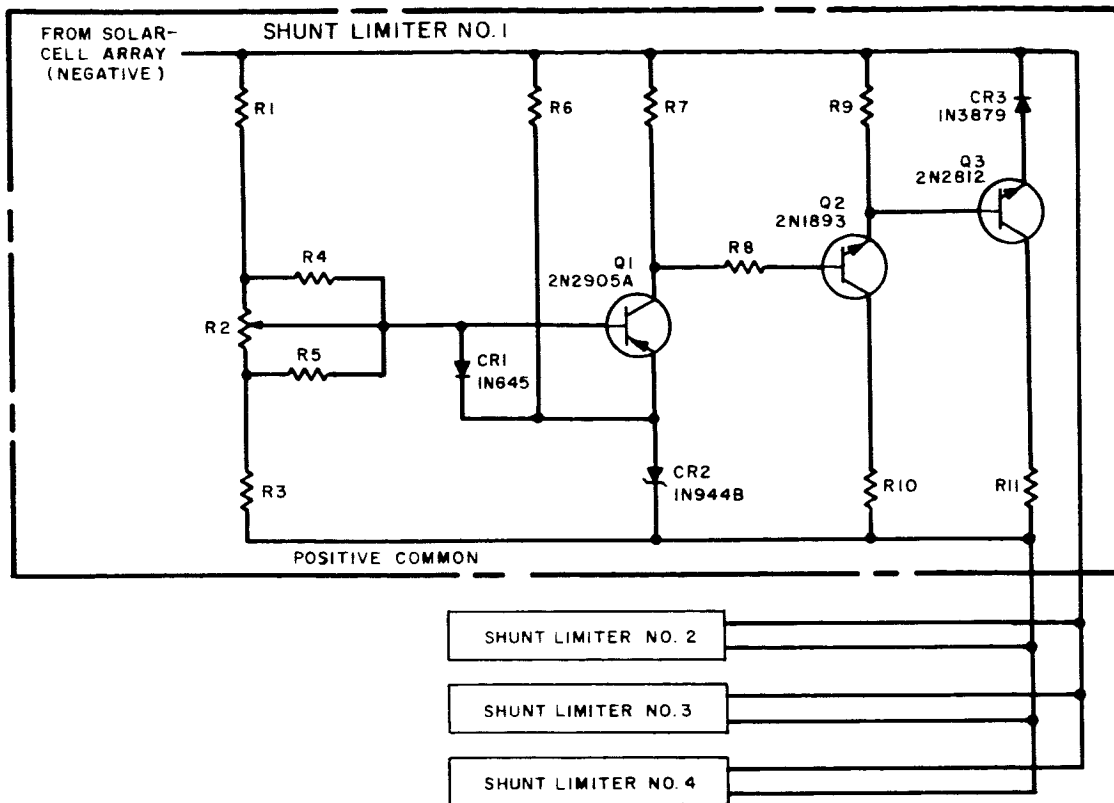 SHUNT LIMITER NO.1
FROM SOLAR-
CELL ARRAY
(NEGATIVE)
R1
R6
R7
R9
CR3
1N3879
Q3
2N2812
Q2
2N1893
R4
R8
Q1
2N2905A
R2
R5
CR1
1N645
R3
CR2
1N944B
R10
R11
POSITIVE COMMON
SHUNT LIMITER NO. 2
SHUNT LIMITER NO.3
SHUNT LIMITER NO. 4